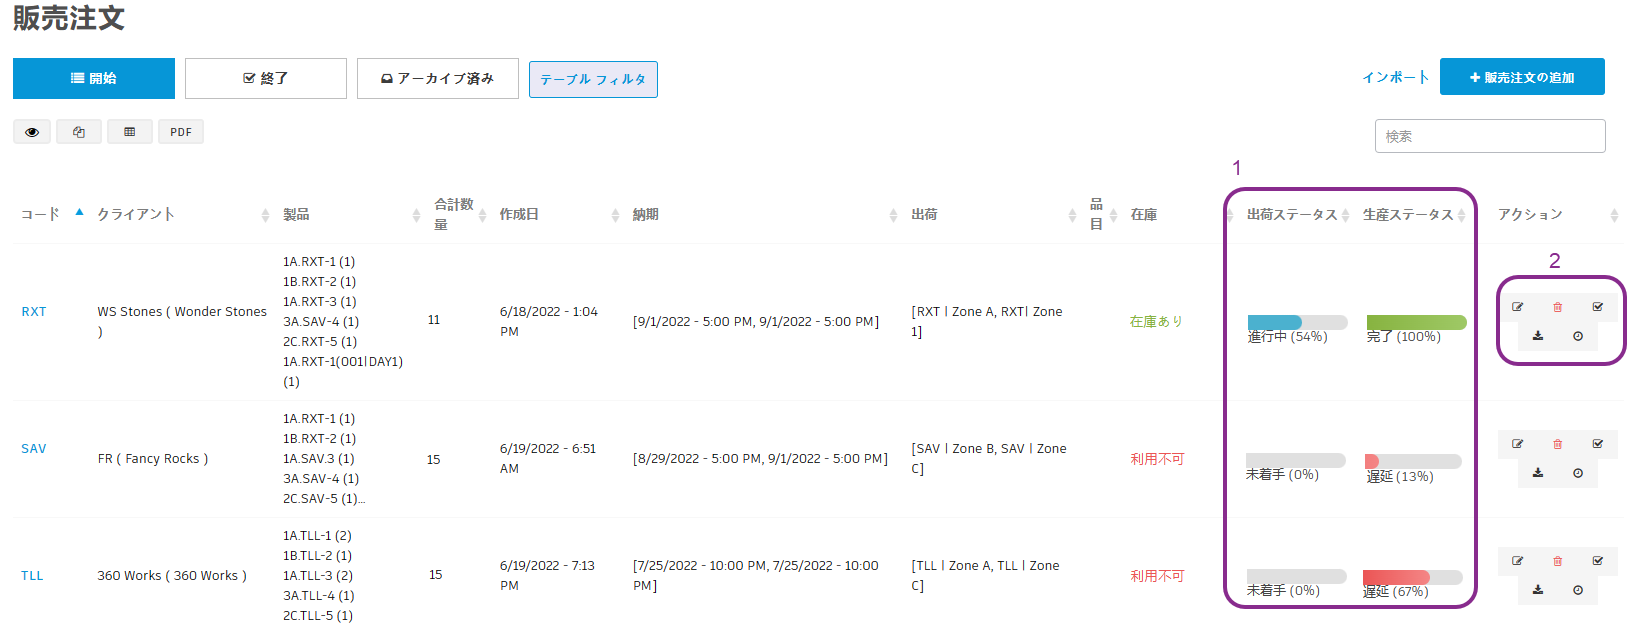 販売注文
開始
終了
アーカイブ済み
テーブル フィルタ
インポート
販売注文の追加
PDF
検索
1
コード
クライアント
製品
合計数
量
作成日
納期
出荷
品
目
在庫
出荷ステータス
生産ステータス
アクション
2
RXT
WS Stones ( Wonder Stones
)
1A.RXT-1 (1)
1B.RXT-2 (1)
1A.RXT-3 (1)
3A.SAV-4 (1)
2C.RXT-5 (1)
1A.RXT-1(001|DAY1)
(1)
11
6/18/2022 - 1:04
PM
[9/1/2022 - 5:00 PM, 9/1/2022 - 5:00 PM]
[RXT | Zone A, RXT| Zone
1]
在庫あり
進行中 (54%)
完了 (100%)
SAV
FR ( Fancy Rocks )
1A.RXT-1 (1)
1B.RXT-2 (1)
1A.SAV.3 (1)
3A.SAV-4 (1)
2C.SAV-5 (1)...
15
6/19/2022 - 6:51
AM
[8/29/2022 - 5:00 PM, 9/1/2022 - 5:00 PM]
[SAV | Zone B, SAV | Zone
C]
利用不可
未着手 (0%)
遅延 (13%)
TLL
360 Works ( 360 Works )
1A.TLL-1 (2)
1B.TLL-2 (1)
1A.TLL-3 (2)
3A.TLL-4 (1)
2C.TLL-5 (1)
15
6/19/2022 - 7:13
PM
[7/25/2022 - 10:00 PM, 7/25/2022 - 10:00
PM]
[TLL | Zone A, TLL | Zone
C]
利用不可
未着手 (0%)
遅延 (67%)